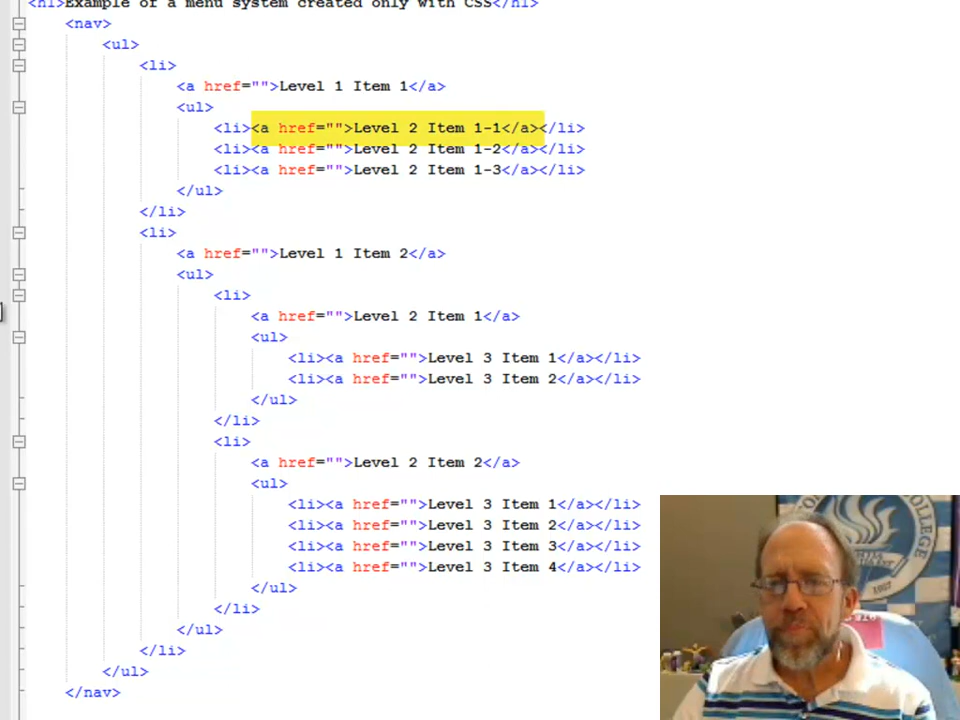 <h1>Example of a menu system created only with CSS</h1>
<nav>
<ul>
<li>
<a href="">Level 1 Item 1</a>
<ul>
<li><a href="">Level 2 Item 1-1</a></li>
<li><a href="">Level 2 Item 1-2</a></li>
<li><a href="">Level 2 Item 1-3</a></li>
</ul>
</li>
<li>
<a href="">Level 1 Item 2</a>
<ul>
<li>
<a href="">Level 2 Item 1</a>
<ul>
<li><a href="">Level 3 Item 1</a></li>
<li><a href="">Level 3 Item 2</a></li>
</ul>
</li>
<li>
<a href="">Level 2 Item 2</a>
<ul>
<li><a href="">Level 3 Item 1</a></li>
<li><a href="">Level 3 Item 2</a></li>
<li><a href="">Level 3 Item 3</a></li>
<li><a href="">Level 3 Item 4</a></li>
</ul>
</li>
</ul>
</li>
</ul>
</nav>
COLLEGE